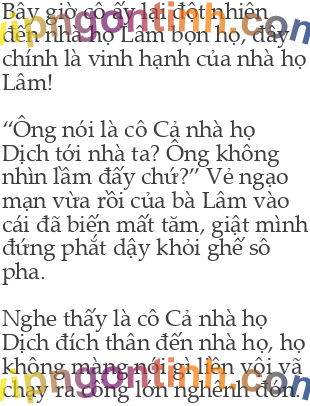 Bây giờ cô ấy lại đột nhiên
đến nhà họ Lâm bọn họ, đây
chính là vinh hạnh của nhà họ
Lâm!
“Ông nói là cô Cả nhà họ
Dịch tới nhà ta? Ông không
nhìn lầm đấy chứ?” Vẻ ngạo
mạn vừa rồi của bà Lâm vào
cái đã biến mất tăm, giật mình
đứng phắt dậy khỏi ghế sô
pha.
Nghe thấy là cô Cả nhà họ
Dịch đích thân đến nhà họ, họ
không màng nói gì liền vội vã
chạy ra cổng lớn nghênh đón.
vipngontinh.com
vipngontinh.com